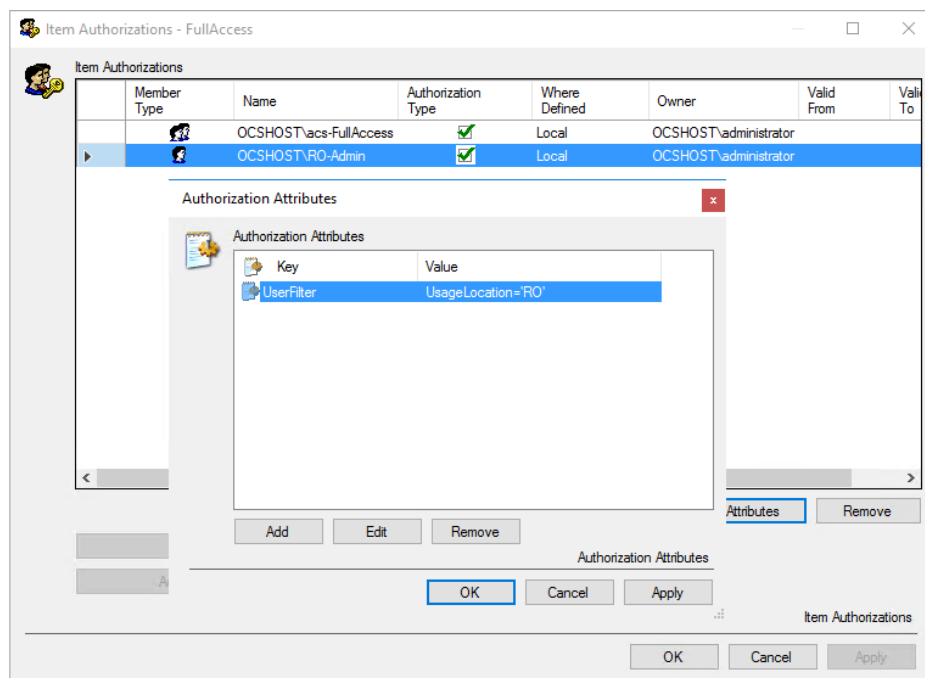 Item Authorizations - FullAccess
Item Authorizations
Member Type Name Authorization Type Where Defined Owner Valid From Valid To
OCSHOST\acs-FullAccess Local OCSHOST\administrator
OCSHOST\RO-Admin Local OCSHOST\administrator
Authorization Attributes
Authorization Attributes
Key Value
UserFilter UsageLocation='RO'
Attributes Remove
Add Edit Remove
Authorization Attributes
OK Cancel Apply
Item Authorizations
OK Cancel Apply